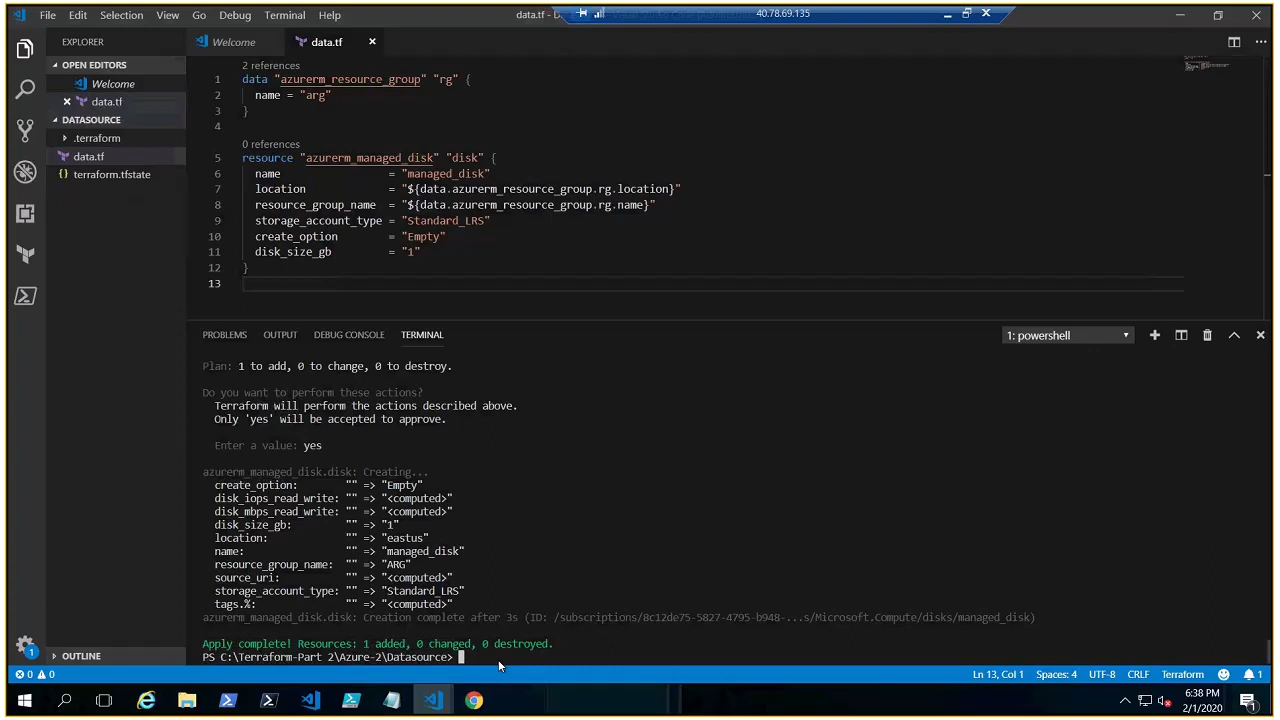 File Edit Selection View Go Debug Terminal Help
data.tf - D
40.78.69.135
EXPLORER
Welcome
data.tf
OPEN EDITORS
Welcome
data.tf
DATASOURCE
.terraform
data.tf
terraform.tfstate
OUTLINE
2 references
1 data "azurerm_resource_group" "rg" {
2 name = "arg"
3 }
4
0 references
5 resource "azurerm_managed_disk" "disk" {
6 name = "managed_disk"
7 location = "${data.azurerm_resource_group.rg.location}"
8 resource_group_name = "${data.azurerm_resource_group.rg.name}"
9 storage_account_type = "Standard_LRS"
10 create_option = "Empty"
11 disk_size_gb = "1"
12 }
13
PROBLEMS OUTPUT DEBUG CONSOLE TERMINAL
1: powershell
Plan: 1 to add, 0 to change, 0 to destroy.
Do you want to perform these actions?
Terraform will perform the actions described above.
Only 'yes' will be accepted to approve.
Enter a value: yes
azurerm_managed_disk.disk: Creating...
create_option: "" => "Empty"
disk_iops_read_write: "" => "<computed>"
disk_mbps_read_write: "" => "<computed>"
disk_size_gb: "" => "1"
location: "" => "eastus"
name: "" => "managed_disk"
resource_group_name: "" => "ARG"
source_uri: "" => "<computed>"
storage_account_type: "" => "Standard_LRS"
tags.%: "" => "<computed>"
azurerm_managed_disk.disk: Creation complete after 3s (ID: /subscriptions/8c12de75-5827-4795-b948-...s/Microsoft.Compute/disks/managed_disk)
Apply complete! Resources: 1 added, 0 changed, 0 destroyed.
PS C:\Terraform-Part 2\Azure-2\Datasource>
1
0 0
Ln 13, Col 1 Spaces: 4 UTF-8 CRLF Terraform 1
6:38 PM
2/1/2020
1